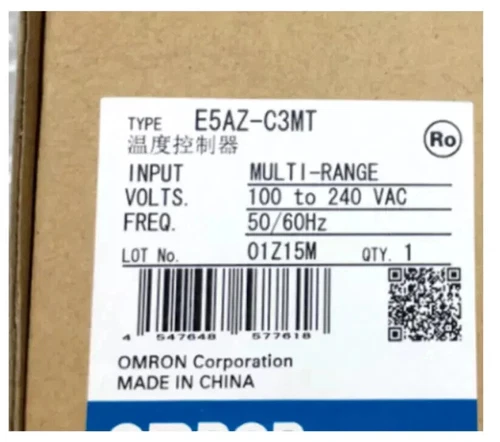 TYPE E5AZ-C3MT
温度控制器
Ro
INPUT MULTI-RANGE
VOLTS. 100 to 240 VAC
FREQ. 50/60Hz
LOT No. 01Z15M QTY. 1
4 547648 577618
OMRON Corporation
MADE IN CHINA
OMRON